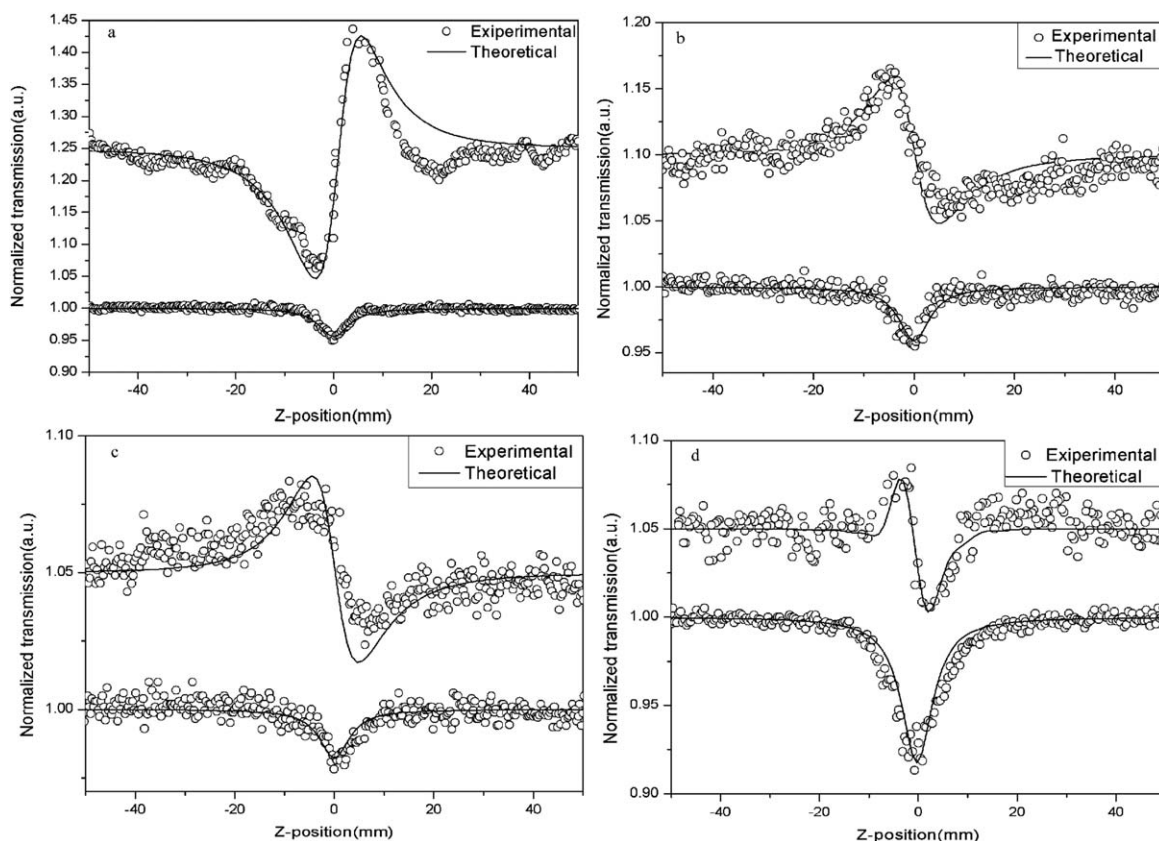 a
Exiperimental
Theoretical
Normalized transmission(a.u.)
1.45
1.40
1.35
1.30
1.25
1.20
1.15
1.10
1.05
1.00
0.95
0.90
-40
-20
0
20
40
Z-position(mm)
b
Experimental
Theoretical
Normalized transmission(a.u.)
1.20
1.15
1.10
1.05
1.00
0.95
-40
-20
0
20
40
Z-position(mm)
c
Experimental
Theoretical
Normalized transmission(a.u.)
1.10
1.05
1.00
-40
-20
0
20
40
Z-position(mm)
d
Exiperimental
Theoretical
Normalized transmission(a.u.)
1.10
1.05
1.00
0.95
0.90
-40
-20
0
20
40
Z-position(mm)